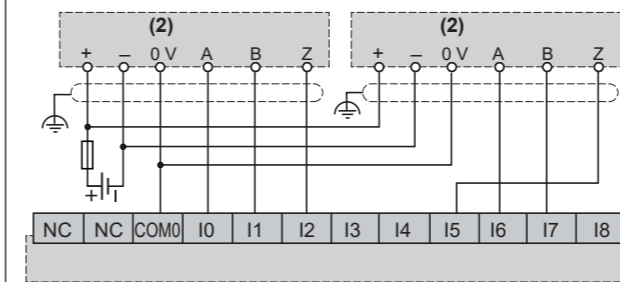 (2) (2)
+ – 0 V A B Z + – 0 V A B Z
+
NC NC COM0 I0 I1 I2 I3 I4 I5 I6 I7 I8